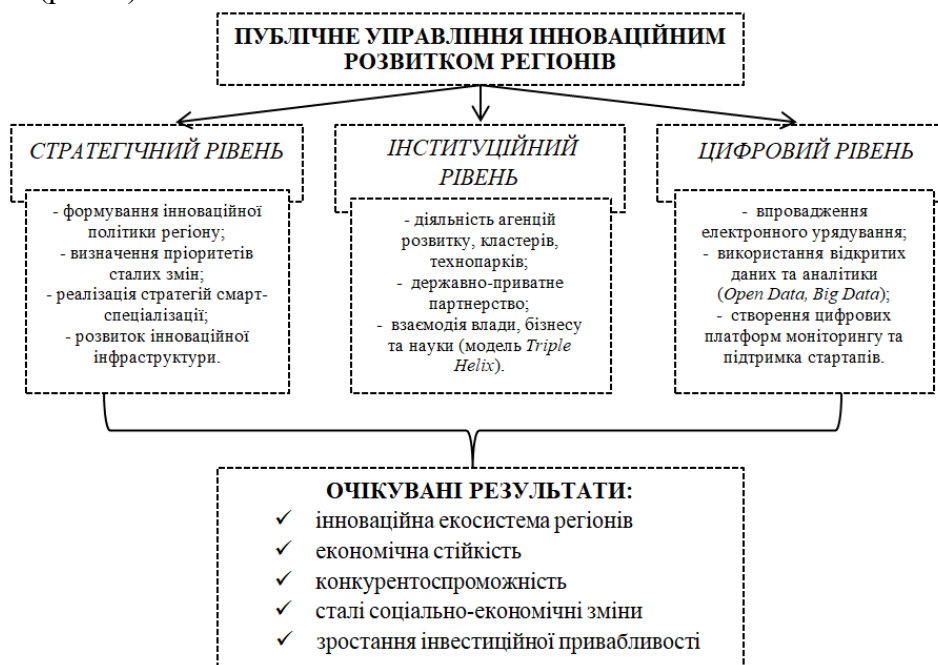 ПУБЛІЧНЕ УПРАВЛІННЯ ІННОВАЦІЙНИМ
РОЗВИТКОМ РЕГІОНІВ
СТРАТЕГІЧНИЙ РІВЕНЬ
- формування інноваційної
політики регіону;
- визначення пріоритетів
сталих змін;
- реалізація стратегій смарт-
спеціалізації;
- розвиток інноваційної
інфраструктури.
ІНСТИТУЦІЙНИЙ
РІВЕНЬ
- діяльність агенцій
розвитку, кластерів,
технопарків;
- державно-приватне
партнерство;
- взаємодія влади, бізнесу
та науки (модель Triple
Helix).
ЦИФРОВИЙ РІВЕНЬ
- впровадження
електронного урядування;
- використання відкритих
даних та аналітики
(Open Data, Big Data);
- створення цифрових
платформ моніторингу та
підтримка стартапів.
ОЧІКУВАНІ РЕЗУЛЬТАТИ:
✓ інноваційна екосистема регіонів
✓ економічна стійкість
✓ конкурентоспроможність
✓ сталі соціально-економічні зміни
✓ зростання інвестиційної привабливості